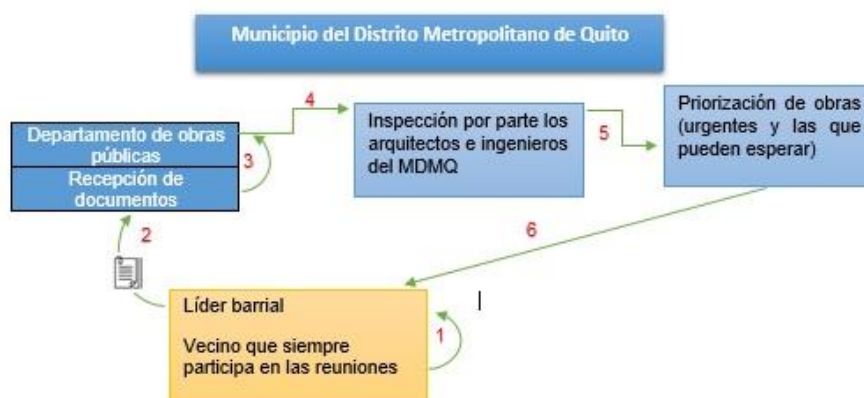 Municipio del Distrito Metropolitano de Quito
4
Departamento de obras
públicas
3
Recepción de
documentos
Inspección por parte los
arquitectos e ingenieros
del MDMQ
5
Priorización de obras
(urgentes y las que
pueden esperar)
2
6
Líder barrial
Vecino que siempre
participa en las reuniones
1